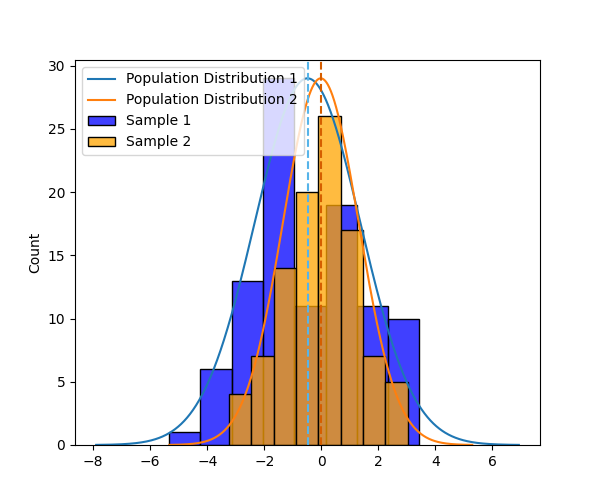 30
25
20
15
10
5
0
Count
Population Distribution 1
Population Distribution 2
Sample 1
Sample 2
−8 −6 −4 −2 0 2 4 6